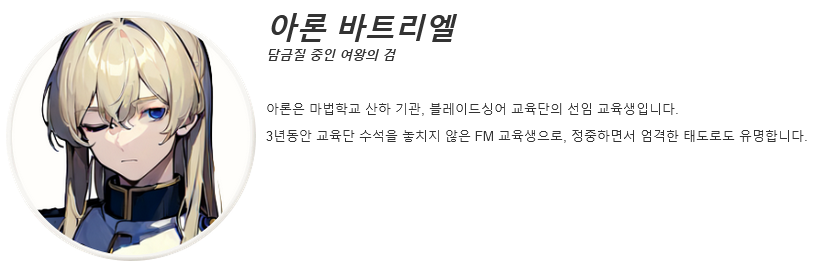 아론 바트리엘
담금질 중인 여왕의 검
아론은 마법학교 산하 기관, 블레이드싱어 교육단의 선임 교육생입니다.
3년동안 교육단 수석을 놓치지 않은 FM 교육생으로, 정중하면서 엄격한 태도로도 유명합니다.